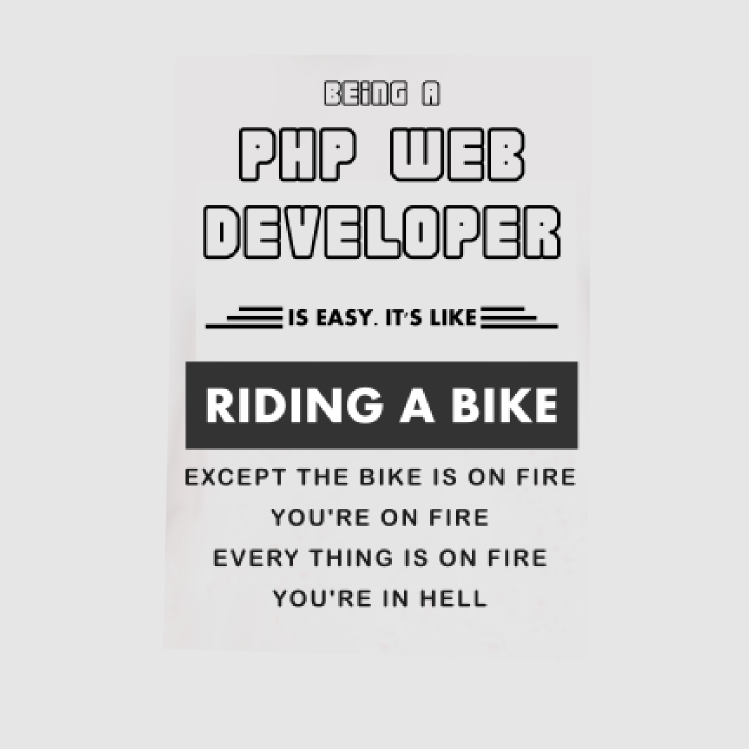 BEING A
PHP WEB
DEVELOPER
IS EASY. IT'S LIKE
RIDING A BIKE
EXCEPT THE BIKE IS ON FIRE
YOU'RE ON FIRE
EVERY THING IS ON FIRE
YOU'RE IN HELL